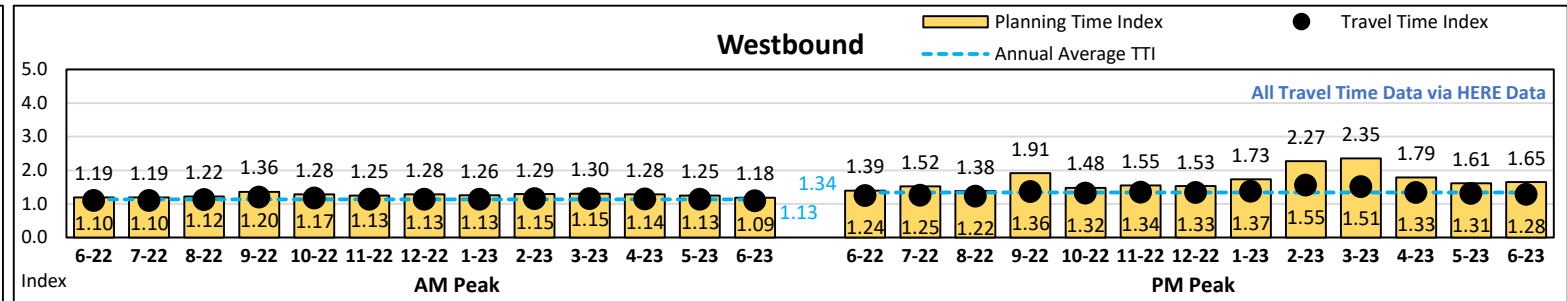 Westbound
Planning Time Index
Travel Time Index
Annual Average TTI
All Travel Time Data via HERE Data
5.0
4.0
3.0
2.0
1.0
0.0
1.19 1.19 1.22 1.36 1.28 1.25 1.28 1.26 1.29 1.30 1.28 1.25 1.18
1.39 1.52 1.38 1.91 1.48 1.55 1.53 1.73 2.27 2.35 1.79 1.61 1.65
1.34
1.13
1.10 1.10 1.12 1.20 1.17 1.13 1.13 1.13 1.15 1.15 1.14 1.13 1.09
1.24 1.25 1.22 1.36 1.32 1.34 1.33 1.37 1.55 1.51 1.33 1.31 1.28
6-22 7-22 8-22 9-22 10-22 11-22 12-22 1-23 2-23 3-23 4-23 5-23 6-23
6-22 7-22 8-22 9-22 10-22 11-22 12-22 1-23 2-23 3-23 4-23 5-23 6-23
Index
AM Peak
PM Peak